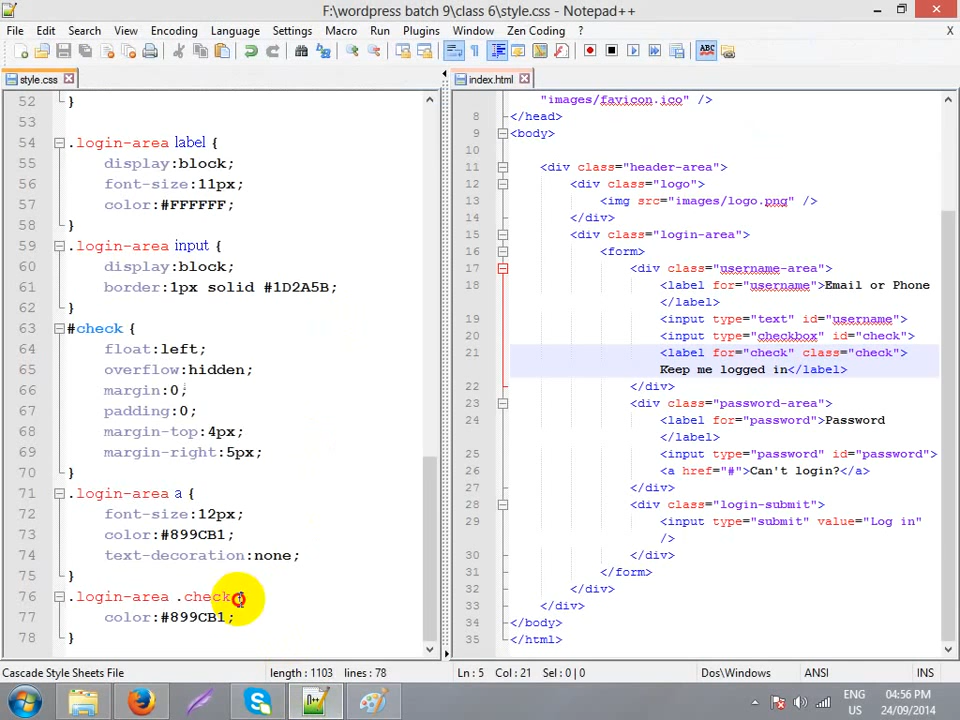 F:\wordpress batch 9\class 6\style.css - Notepad++
File Edit Search View Encoding Language Settings Macro Run Plugins Window Zen Coding ? X
style.css
52 }
53
54 .login-area label {
55 display:block;
56 font-size:11px;
57 color:#FFFFFF;
58 }
59 .login-area input {
60 display:block;
61 border:1px solid #1D2A5B;
62 }
63 #check {
64 float:left;
65 overflow:hidden;
66 margin:0;
67 padding:0;
68 margin-top:4px;
69 margin-right:5px;
70 }
71 .login-area a {
72 font-size:12px;
73 color:#899CB1;
74 text-decoration:none;
75 }
76 .login-area .check {
77 color:#899CB1;
78 }
index.html
"images/favicon.ico" />
8 </head>
9 <body>
10
11 <div class="header-area">
12 <div class="logo">
13 <img src="images/logo.png" />
14 </div>
15 <div class="login-area">
16 <form>
17 <div class="username-area">
18 <label for="username">Email or Phone
</label>
19 <input type="text" id="username">
20 <input type="checkbox" id="check">
21 <label for="check" class="check">
Keep me logged in</label>
22 </div>
23 <div class="password-area">
24 <label for="password">Password
</label>
25 <input type="password" id="password">
26 <a href="#">Can't login?</a>
27 </div>
28 <div class="login-submit">
29 <input type="submit" value="Log in"
/>
30 </div>
31 </form>
32 </div>
33 </div>
34 </body>
35 </html>
Cascade Style Sheets File length : 1103 lines : 78 Ln : 5 Col : 21 Sel : 0 | 0 Dos\Windows ANSI INS
ENG
US
04:56 PM
24/09/2014